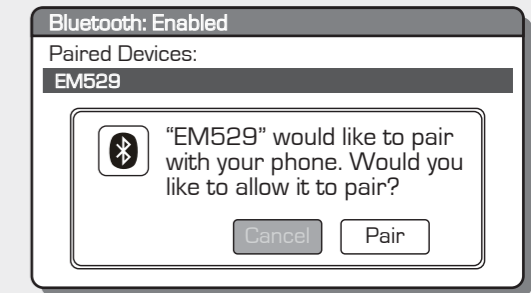 Bluetooth: Enabled
Paired Devices:
EM529
“EM529” would like to pair
with your phone. Would you
like to allow it to pair?
Cancel
Pair